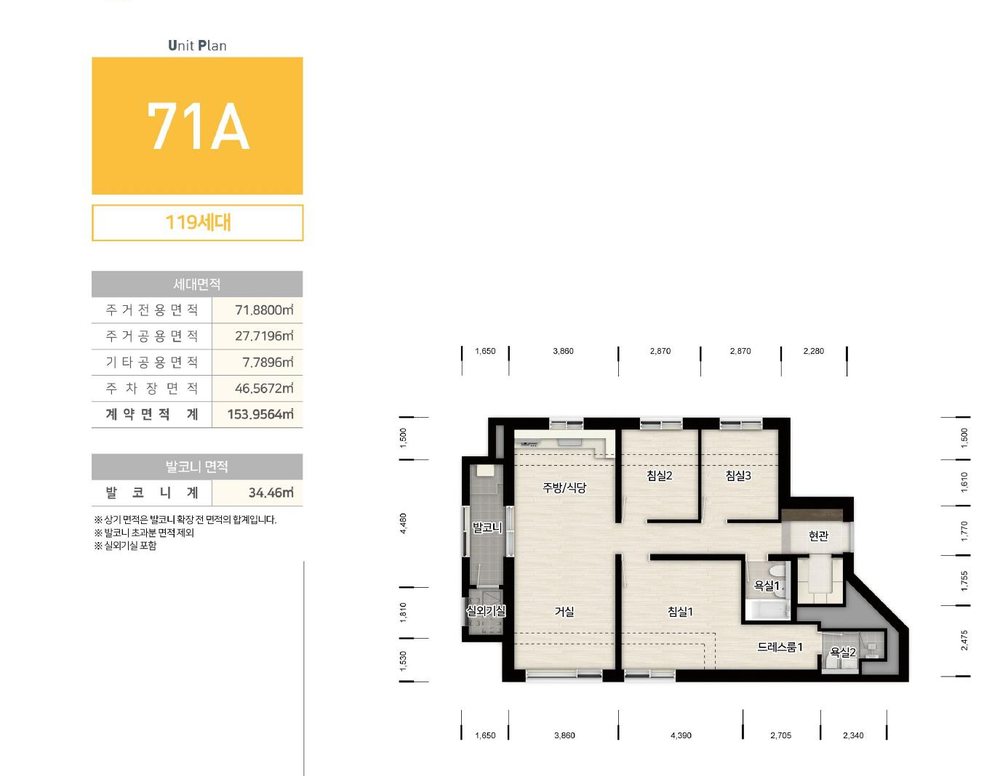 Unit Plan
71A
119세대
세대면적
주거전용면적 71.8800㎡
주거공용면적 27.7196㎡
기타공용면적 7.7896㎡
주차장면적 46.5672㎡
계약면적 계 153.9564㎡
발코니 면적
발코니계 34.46㎡
※ 상기 면적은 발코니 확장 전 면적의 합계입니다.
※ 발코니 초과분 면적 제외
※ 실외기실 포함
1,650 3,860 2,870 2,870 2,280
1,500
4,480
1,810
1,530
주방/식당
침실2
침실3
발코니
현관
욕실1
실외기실
거실
침실1
드레스룸1
욕실2
1,500
1,610
1,770
1,755
2,475
1,650 3,860 4,390 2,705 2,340